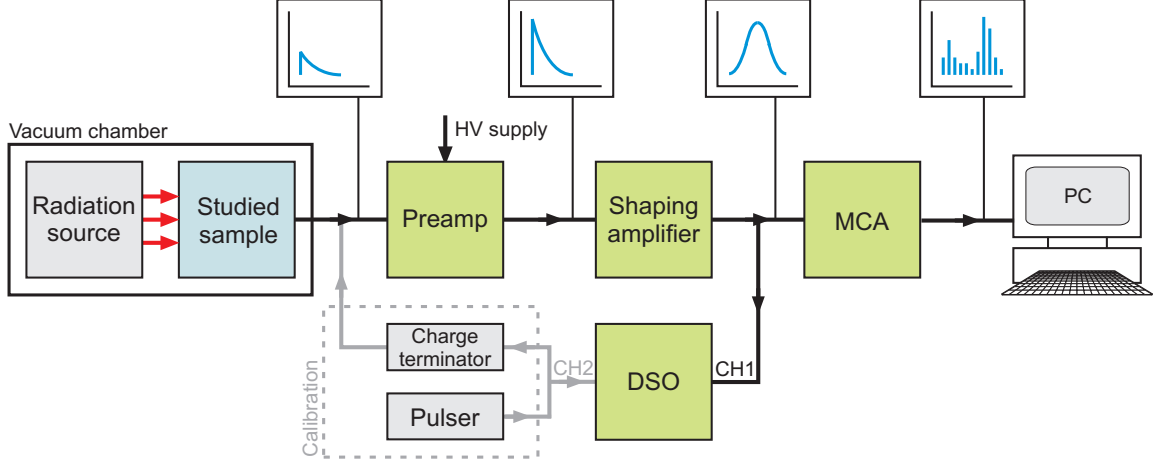 Vacuum chamber
HV supply
Radiation
source
Studied
sample
Preamp
Shaping
amplifier
MCA
PC
Calibration
Charge
terminator
Pulser
CH2
DSO
CH1